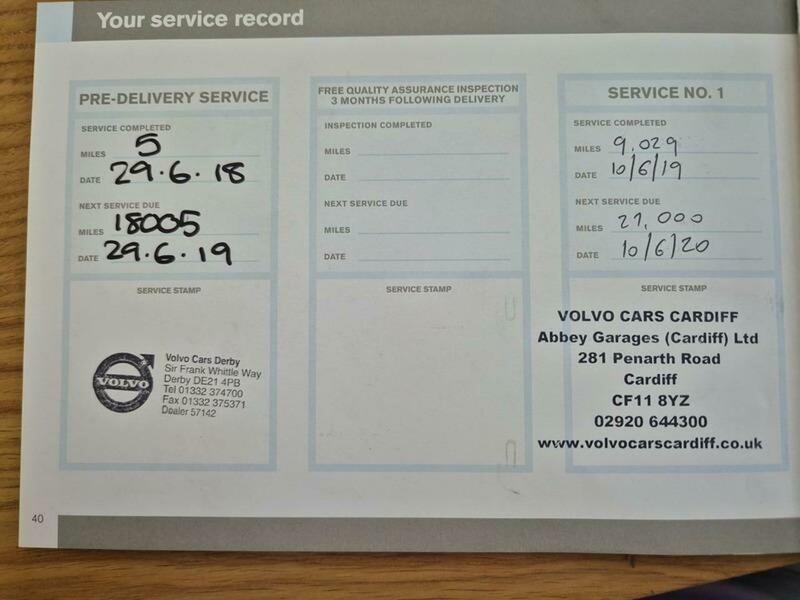 Your service record
PRE-DELIVERY SERVICE
SERVICE COMPLETED
MILES 5
DATE 29.6.18
NEXT SERVICE DUE
MILES 18005
DATE 29.6.19
SERVICE STAMP
VOLVO
Volvo Cars Derby
Sir Frank Whittle Way
Derby DE21 4PB
Tel 01332 374700
Fax 01332 375371
Dealer 57142
FREE QUALITY ASSURANCE INSPECTION
3 MONTHS FOLLOWING DELIVERY
INSPECTION COMPLETED
MILES
DATE
NEXT SERVICE DUE
MILES
DATE
SERVICE STAMP
SERVICE NO. 1
SERVICE COMPLETED
MILES 9,029
DATE 10/6/19
NEXT SERVICE DUE
MILES 27,000
DATE 10/6/20
SERVICE STAMP
VOLVO CARS CARDIFF
Abbey Garages (Cardiff) Ltd
281 Penarth Road
Cardiff
CF11 8YZ
02920 644300
www.volvocarscardiff.co.uk
40